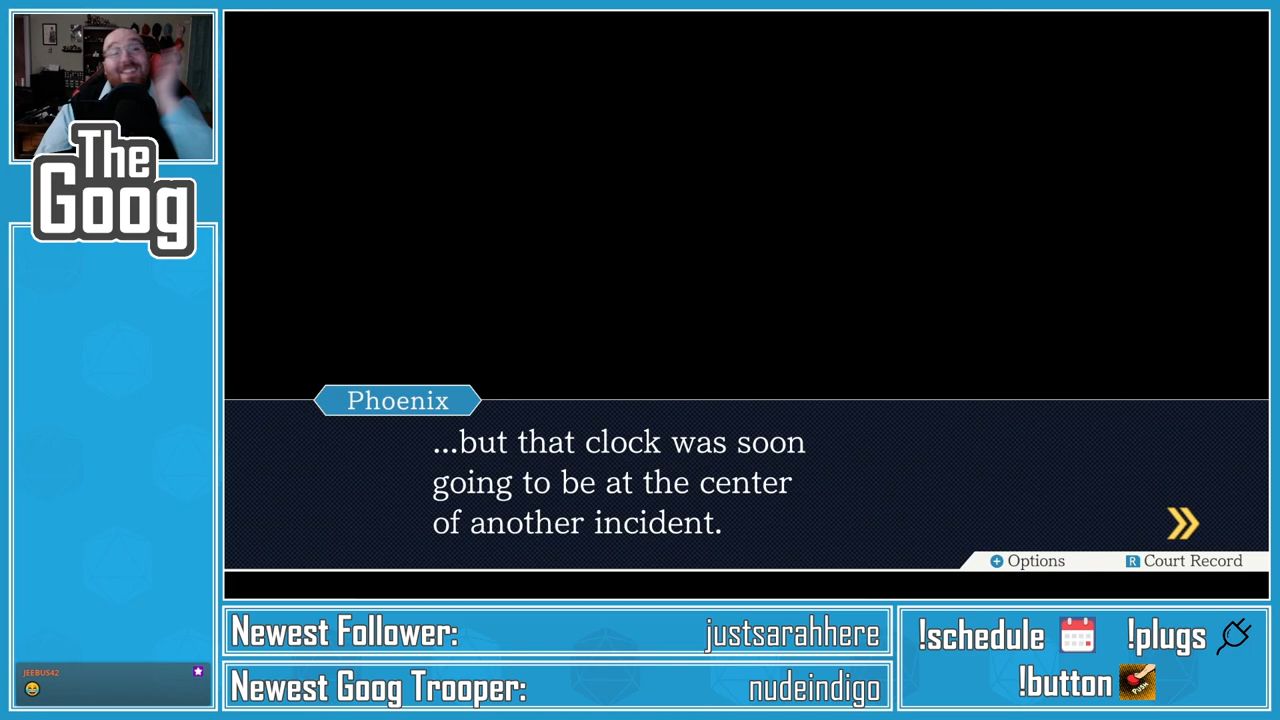 The
Goog
Phoenix
...but that clock was soon
going to be at the center
of another incident.
Options
R Court Record
JEEBUS42
Newest Follower: justsarahhere
Newest Goog Trooper: nudeindigo
!schedule !plugs
!button PUSH